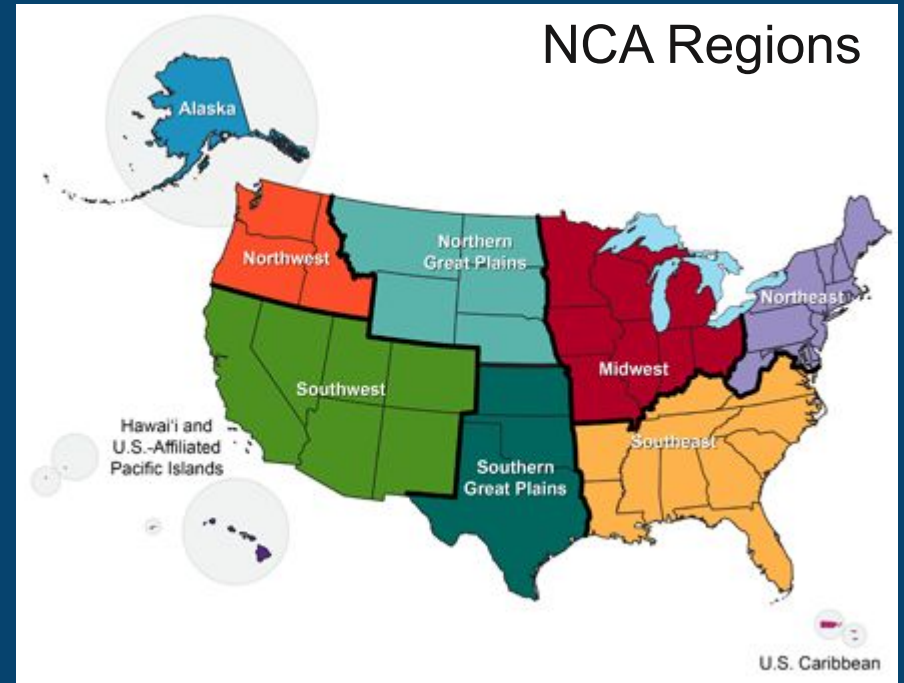 NCA Regions
Alaska
Northwest
Northern
Great Plains
Northeast
Midwest
Southwest
Hawai'i and
U.S.-Affiliated
Pacific Islands
Southeast
Southern
Great Plains
U.S. Caribbean